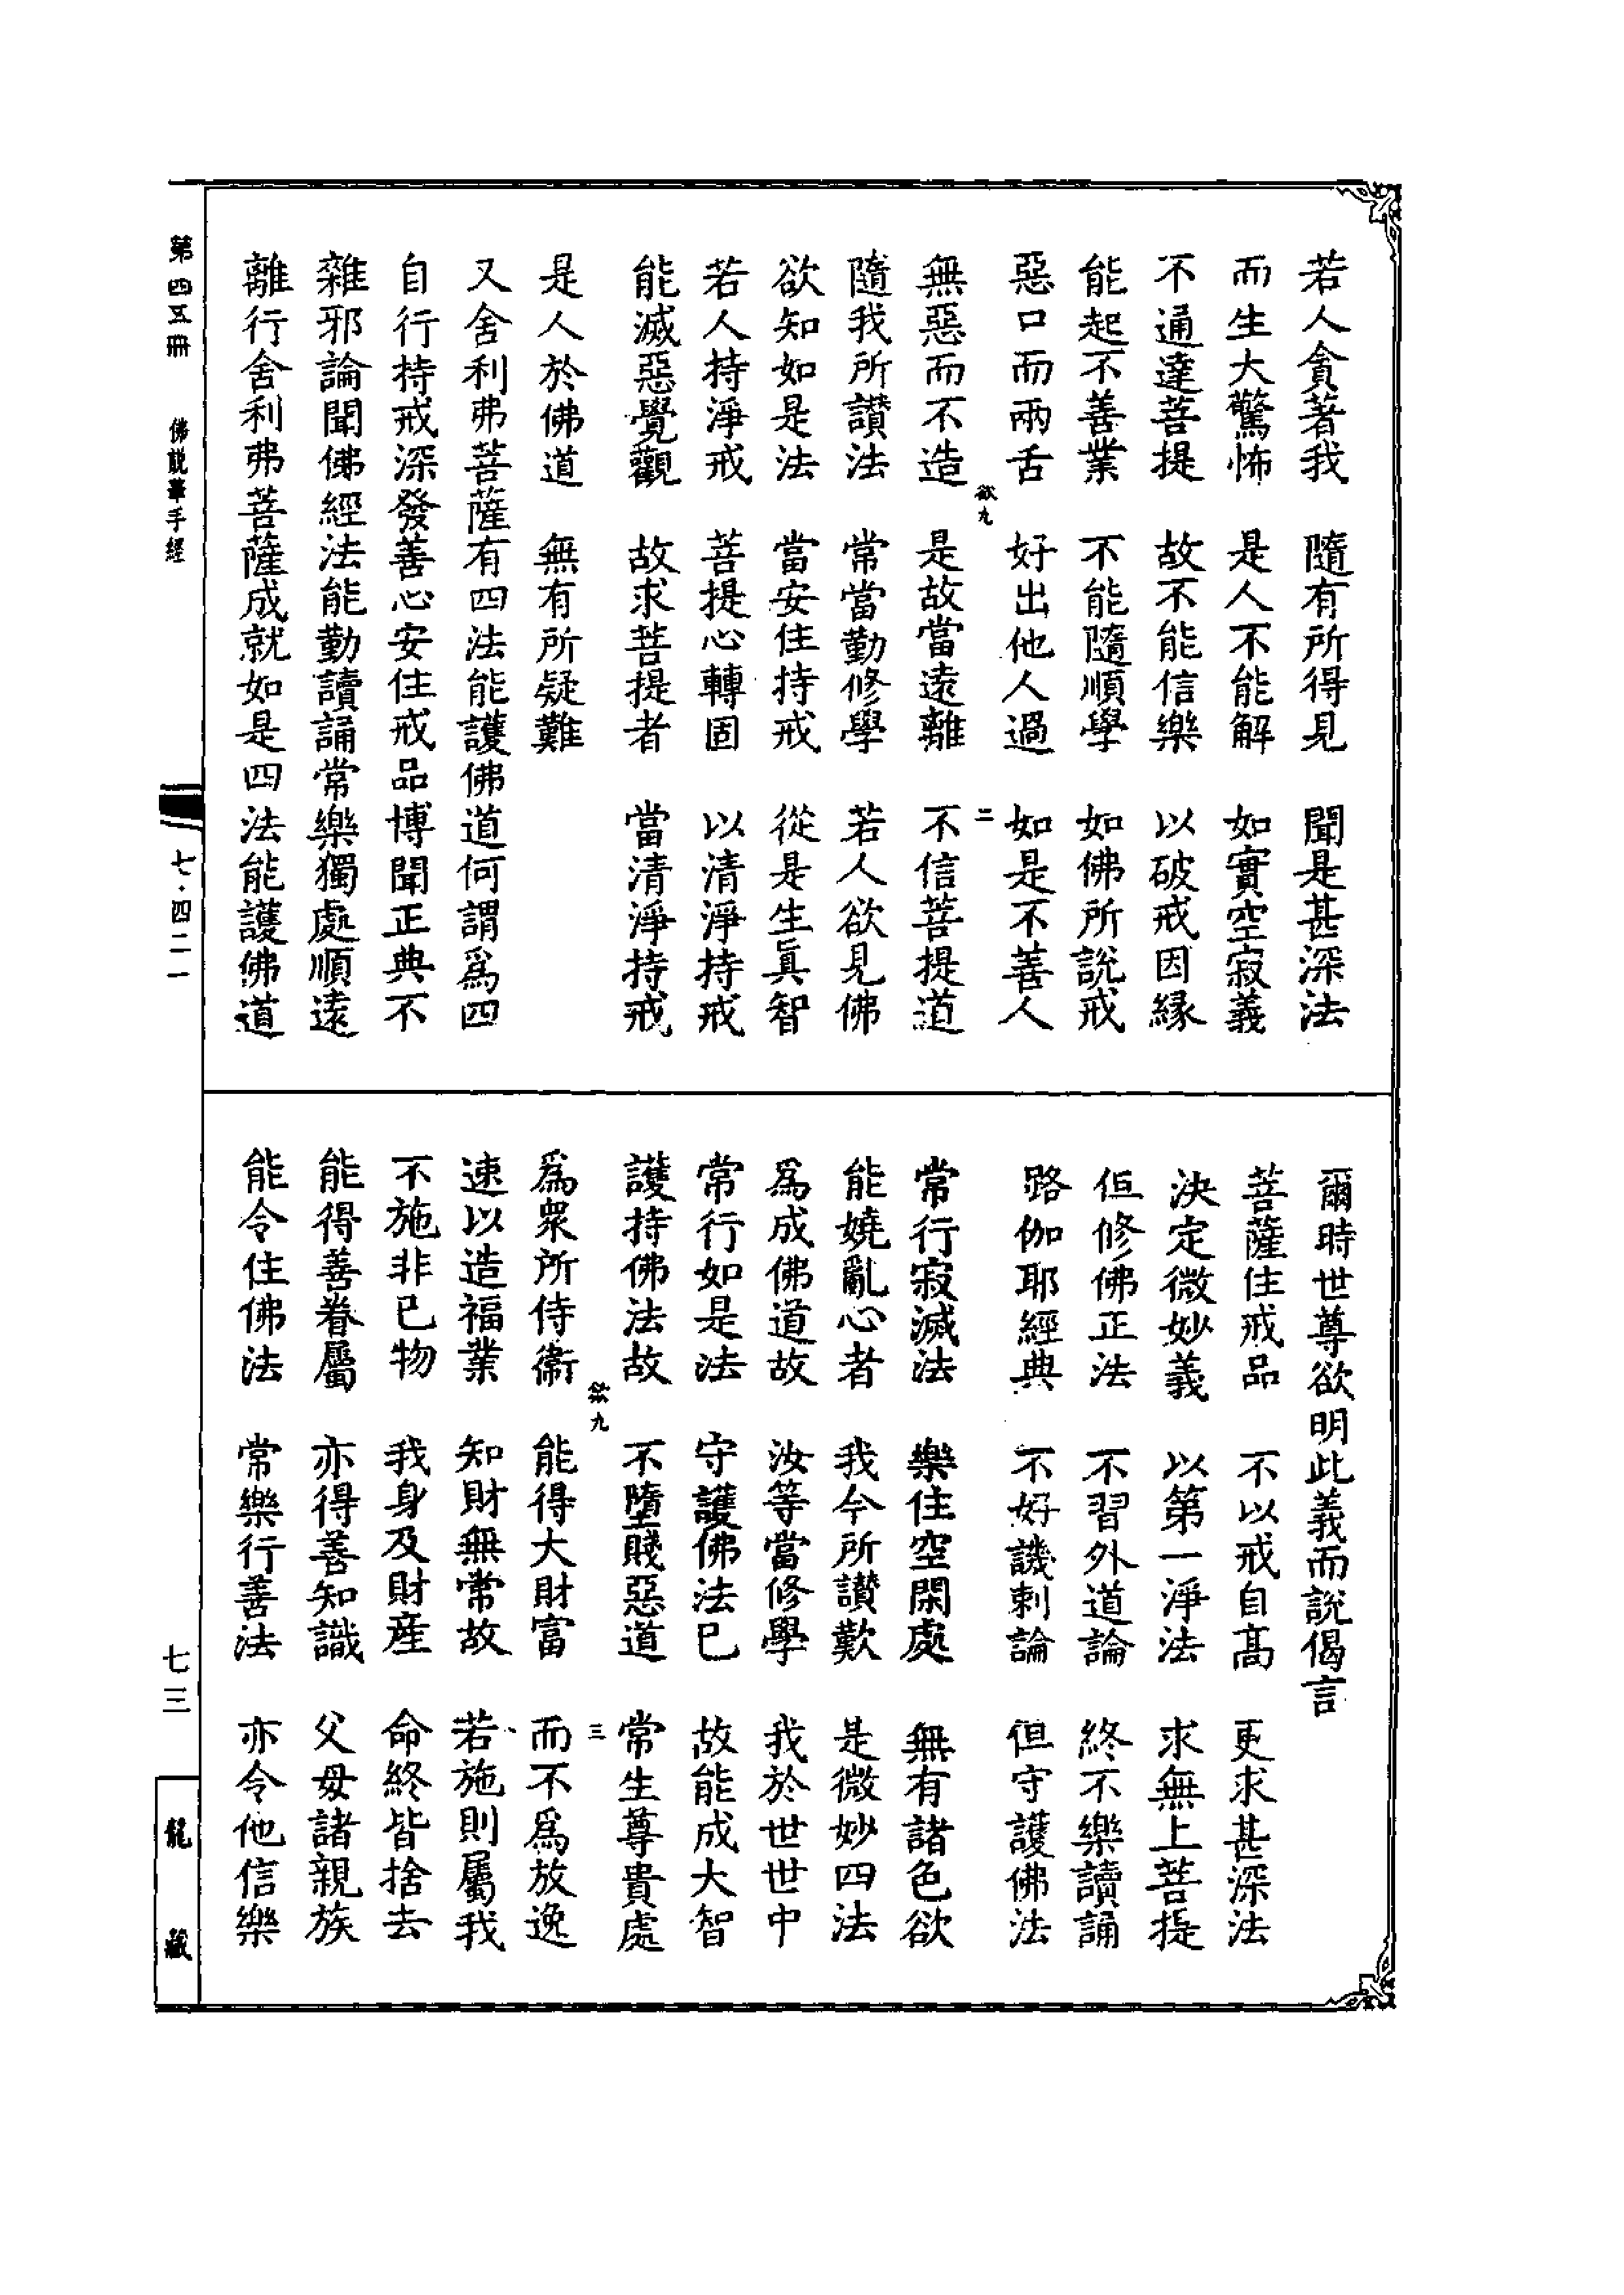 若人貪著我　隨有所得見　聞是甚深法
而生大驚怖　是人不能解　如實空寂義
不通達菩提　故不能信樂　以破戒因緣
能起不善業　不能隨順學　如佛所說戒
惡口而兩舌　好出他人過　如是不善人
欲九　二
無惡而不造　是故當遠離　不信菩提道
隨我所讚法　常當勤修學　若人欲見佛
欲知如是法　當安住持戒　從是生眞智
若人持淨戒　菩提心轉固　以清淨持戒
能滅惡覺觀　故求菩提者　當清淨持戒
是人於佛道　無有所疑難
又舍利弗菩薩有四法能護佛道何謂爲四
自行持戒深發善心安住戒品博聞正典不
雜邪論聞佛經法能勤讀誦常樂獨處順遠
離行舍利弗菩薩成就如是四法能護佛道
爾時世尊欲明此義而說偈言
菩薩住戒品　不以戒自高　更求甚深法
決定微妙義　以第一淨法　求無上菩提
但修佛正法　不習外道論　終不樂讀誦
路伽耶經典　不好譏刺論　但守護佛法
常行寂滅法　樂住空閑處　無有諸色欲
能嬈亂心者　我今所讃歎　是微妙四法
爲成佛道故　汝等當修學　我於世世中
常行如是法　守護佛法已　故能成大智
護持佛法故　不墮賤惡道　常生尊貴處
欲九　三
爲衆所侍衞　能得大財富　而不爲放逸
速以造福業　知財無常故　若施則屬我
不施非已物　我身及財産　命終皆捨去
能得善眷屬　亦得善知識　父母諸親族
能令住佛法　常樂行善法　亦令他信樂
第四五冊　佛說華手經　七·四二一　七三　龍藏